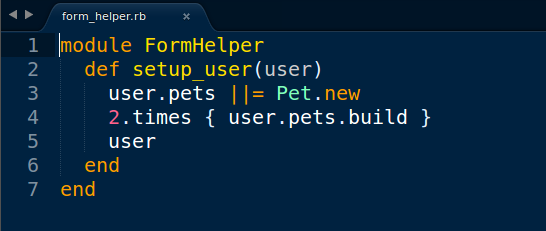 form_helper.rb ×
1 module FormHelper
2   def setup_user(user)
3     user.pets ||= Pet.new
4     2.times { user.pets.build }
5     user
6   end
7 end